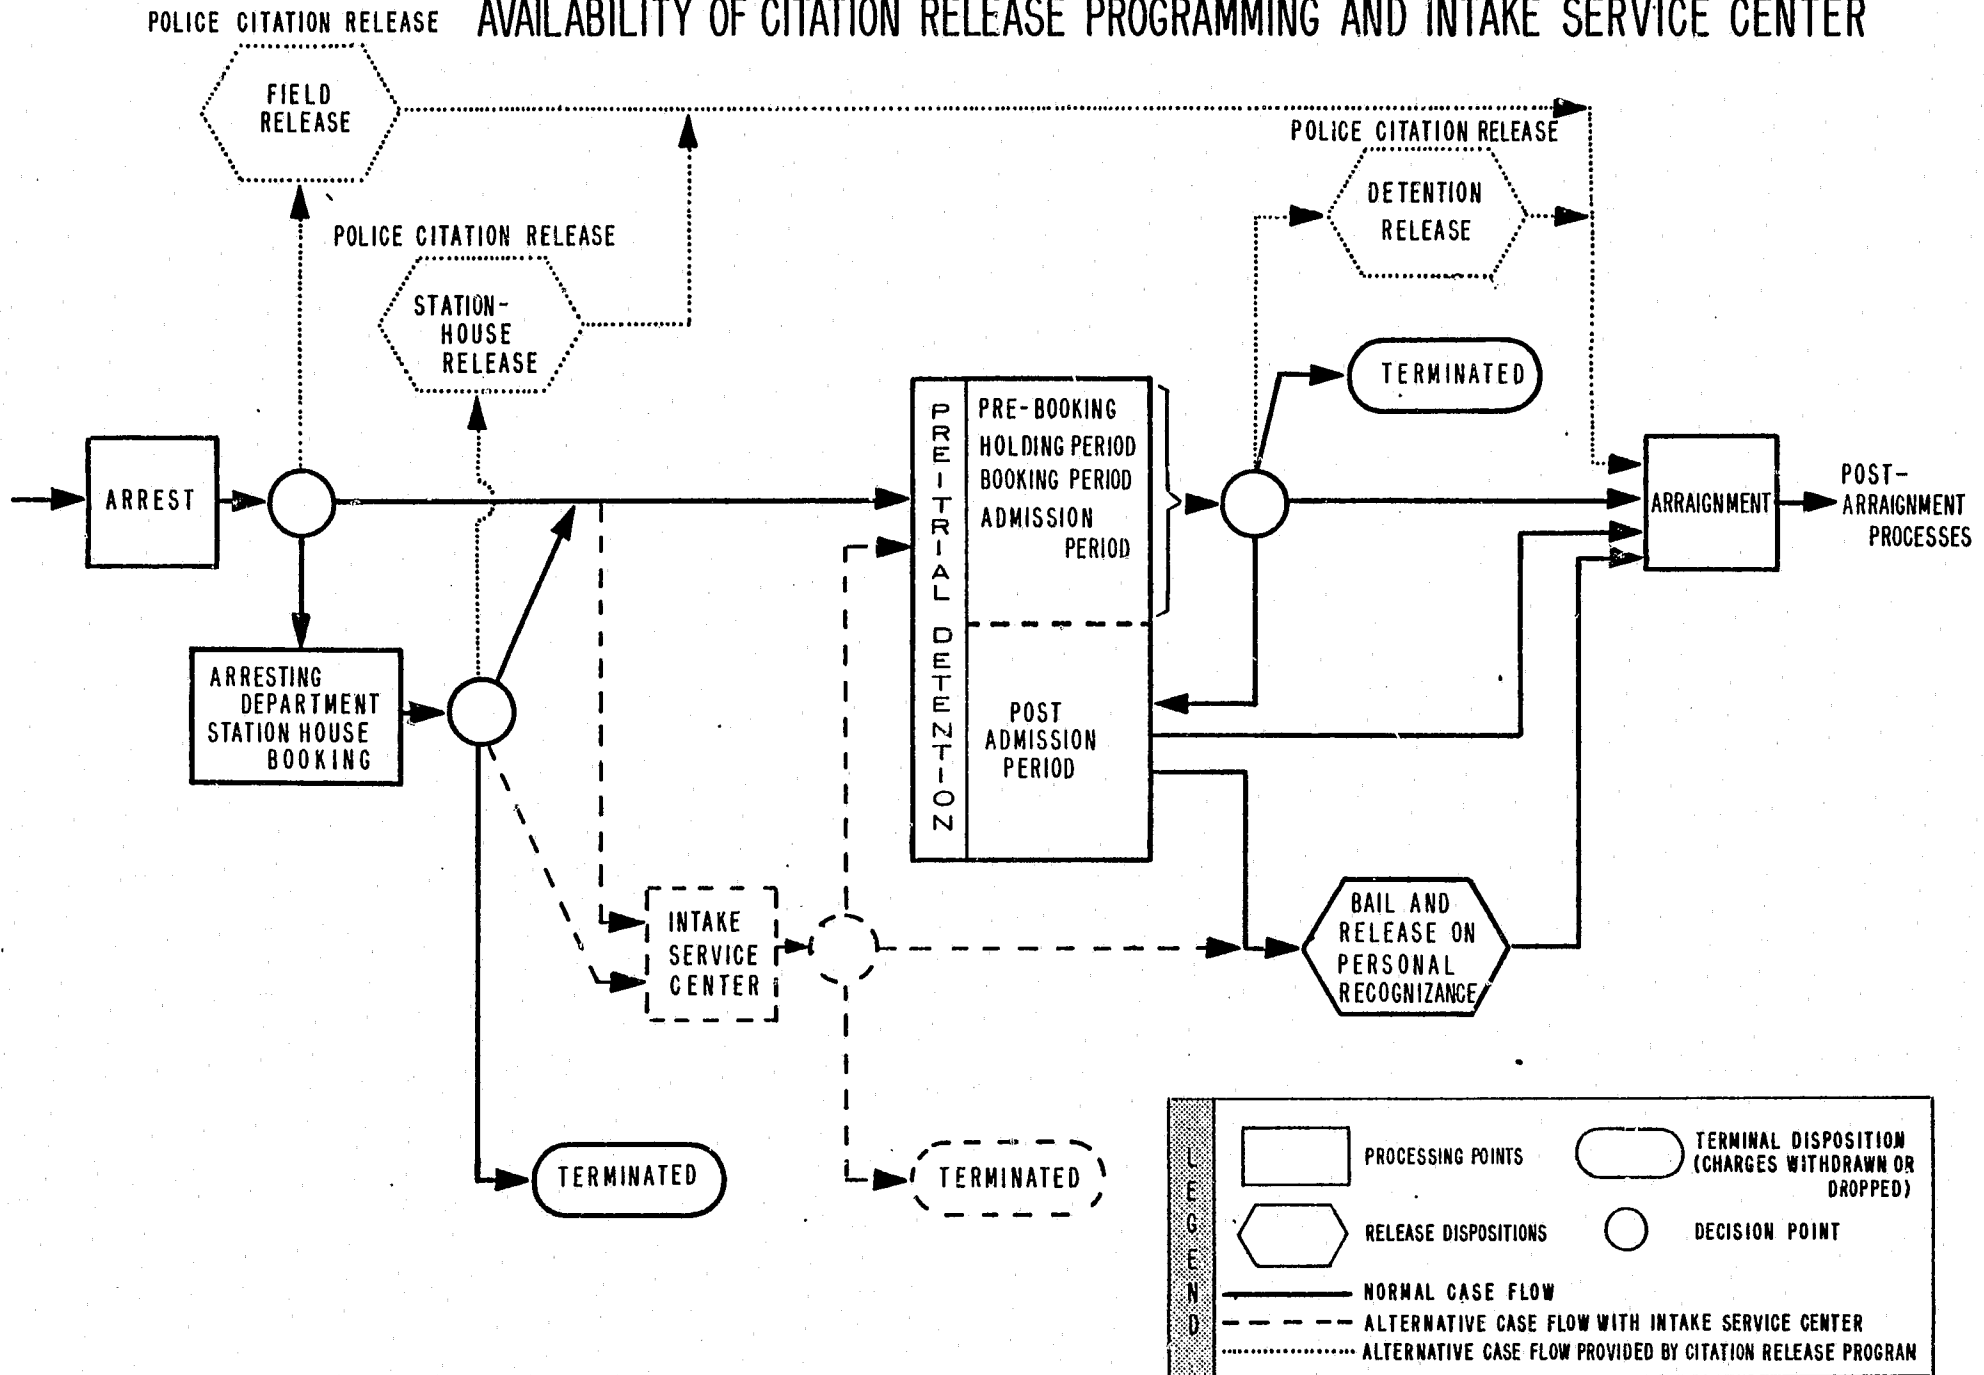 AVAILABILITY OF CITATION RELEASE PROGRAMMING AND INTAKE SERVICE CENTER
POLICE CITATION RELEASE
FIELD
RELEASE
POLICE CITATION RELEASE
DETENTION
RELEASE
POLICE CITATION RELEASE
STATION-
HOUSE
RELEASE
TERMINATED
ARREST
PRETRIAL DETENTION
PRE-BOOKING
HOLDING PERIOD
BOOKING PERIOD
ADMISSION
PERIOD
ARRAIGNMENT
POST-
ARRAIGNMENT
PROCESSES
ARRESTING
DEPARTMENT
STATION HOUSE
BOOKING
POST
ADMISSION
PERIOD
INTAKE
SERVICE
CENTER
BAIL AND
RELEASE ON
PERSONAL
RECOGNIZANCE
TERMINATED
TERMINATED
LEGEND
PROCESSING POINTS
TERMINAL DISPOSITION
(CHARGES WITHDRAWN OR
DROPPED)
RELEASE DISPOSITIONS
DECISION POINT
NORMAL CASE FLOW
ALTERNATIVE CASE FLOW WITH INTAKE SERVICE CENTER
ALTERNATIVE CASE FLOW PROVIDED BY CITATION RELEASE PROGRAM